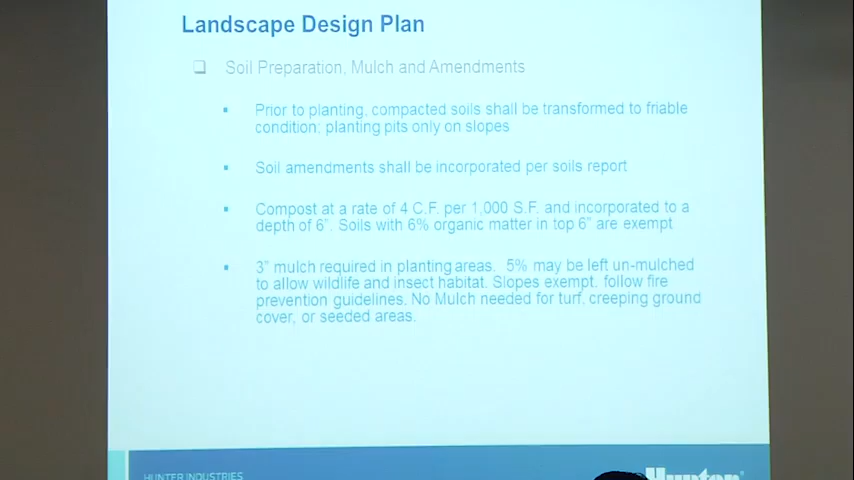 Landscape Design Plan
❑ Soil Preparation, Mulch and Amendments
▪ Prior to planting, compacted soils shall be transformed to friable
condition; planting pits only on slopes
▪ Soil amendments shall be incorporated per soils report
▪ Compost at a rate of 4 C.F. per 1,000 S.F. and incorporated to a
depth of 6”. Soils with 6% organic matter in top 6” are exempt
▪ 3” mulch required in planting areas. 5% may be left un-mulched
to allow wildlife and insect habitat. Slopes exempt. follow fire
prevention guidelines. No Mulch needed for turf, creeping ground
cover, or seeded areas.
HUNTER INDUSTRIES
Hunter®